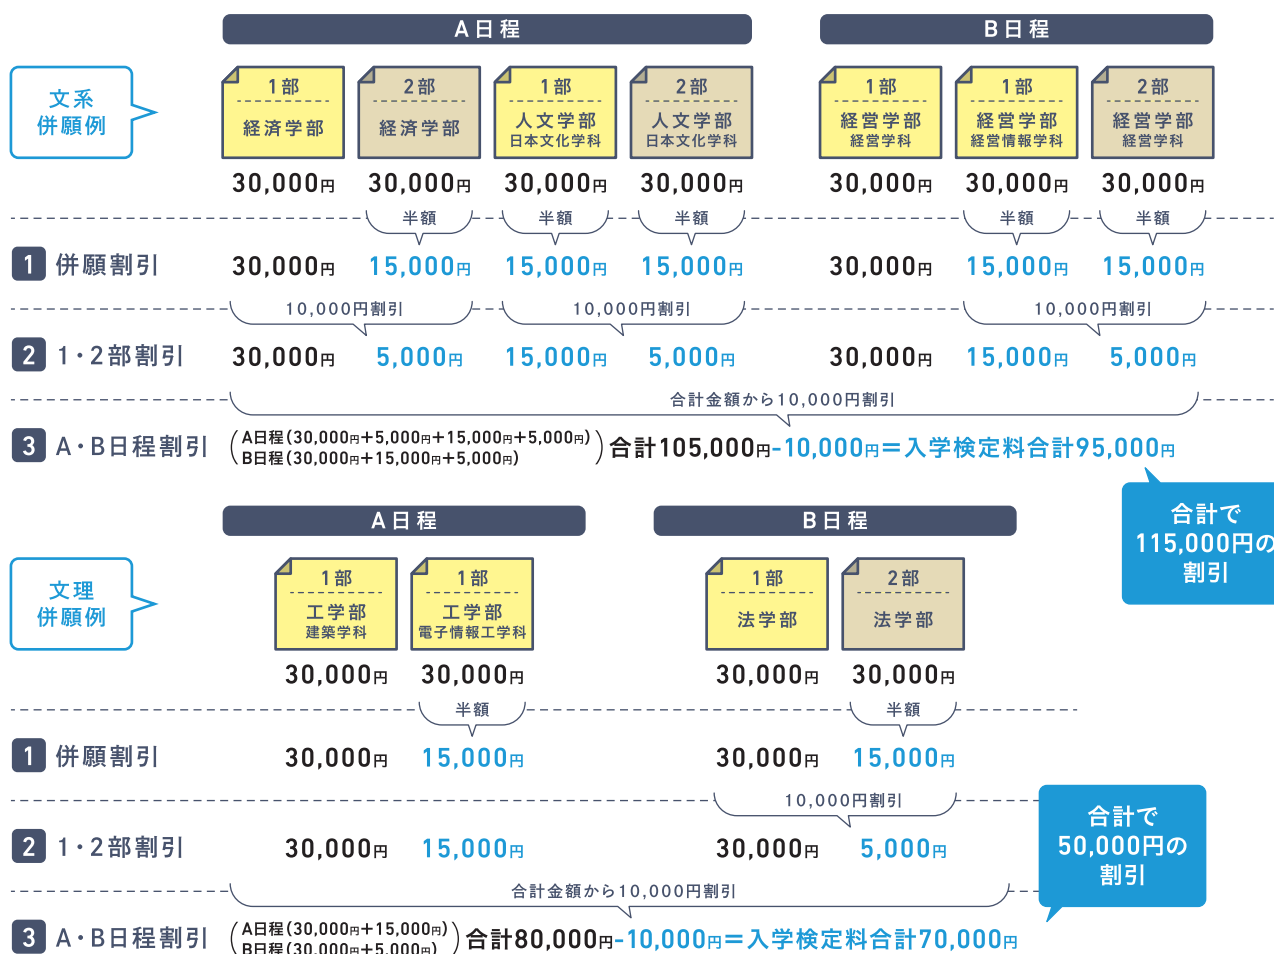 A日程
B日程
文系
併願例
1部
経済学部
2部
経済学部
1部
人文学部
日本文化学科
2部
人文学部
日本文化学科
1部
経営学部
経営学科
1部
経営学部
経営情報学科
2部
経営学部
経営学科
30,000円 30,000円 30,000円 30,000円 30,000円 30,000円 30,000円
半額 半額 半額 半額 半額
1 併願割引 30,000円 15,000円 15,000円 15,000円 30,000円 15,000円 15,000円
10,000円割引 10,000円割引 10,000円割引
2 1・2部割引 30,000円 5,000円 15,000円 5,000円 30,000円 15,000円 5,000円
合計金額から10,000円割引
3 A・B日程割引
A日程(30,000円+5,000円+15,000円+5,000円)
B日程(30,000円+15,000円+5,000円)
合計105,000円-10,000円=入学検定料合計95,000円
合計で
115,000円の
割引
A日程
B日程
文理
併願例
1部
工学部
建築学科
1部
工学部
電子情報工学科
1部
法学部
2部
法学部
30,000円 30,000円 30,000円 30,000円
半額 半額
1 併願割引 30,000円 15,000円 30,000円 15,000円
10,000円割引
2 1・2部割引 30,000円 15,000円 30,000円 5,000円
合計で
50,000円の
割引
合計金額から10,000円割引
3 A・B日程割引
A日程(30,000円+15,000円)
B日程(30,000円+5,000円)
合計80,000円-10,000円=入学検定料合計70,000円